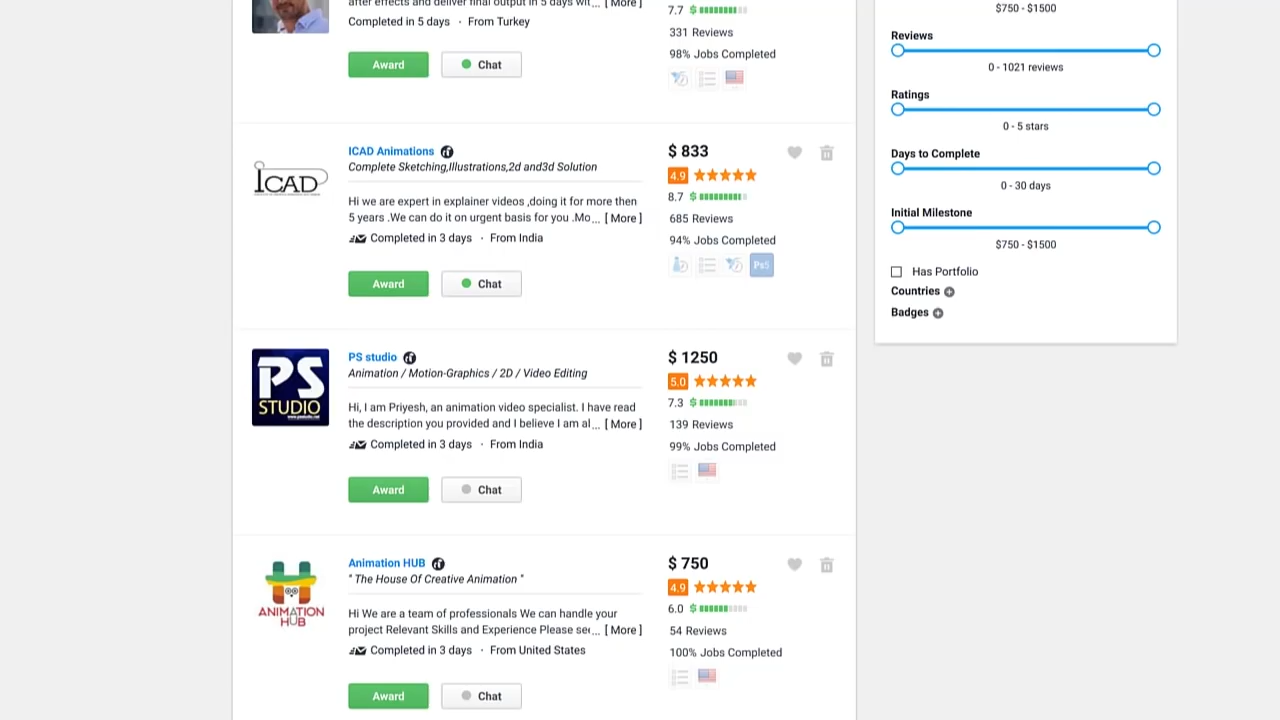 after effects and deliver final output in 5 days wit... [ More ]
Completed in 5 days · From Turkey
Award
Chat
7.7 $
331 Reviews
98% Jobs Completed
ICAD
ICAD Animations
Complete Sketching,Illustrations,2d and3d Solution
Hi we are expert in explainer videos ,doing it for more then
5 years .We can do it on urgent basis for you .Mo... [ More ]
Completed in 3 days · From India
Award
Chat
$ 833
4.9
8.7 $
685 Reviews
94% Jobs Completed
Ps5
PS
STUDIO
PS studio
Animation / Motion-Graphics / 2D / Video Editing
Hi, I am Priyesh, an animation video specialist. I have read
the description you provided and I believe I am al... [ More ]
Completed in 3 days · From India
Award
Chat
$ 1250
5.0
7.3 $
139 Reviews
99% Jobs Completed
ANIMATION
HUB
Animation HUB
" The House Of Creative Animation "
Hi We are a team of professionals We can handle your
project Relevant Skills and Experience Please see... [ More ]
Completed in 3 days · From United States
Award
Chat
$ 750
4.9
6.0 $
54 Reviews
100% Jobs Completed
$750 - $1500
Reviews
0 - 1021 reviews
Ratings
0 - 5 stars
Days to Complete
0 - 30 days
Initial Milestone
$750 - $1500
Has Portfolio
Countries
Badges